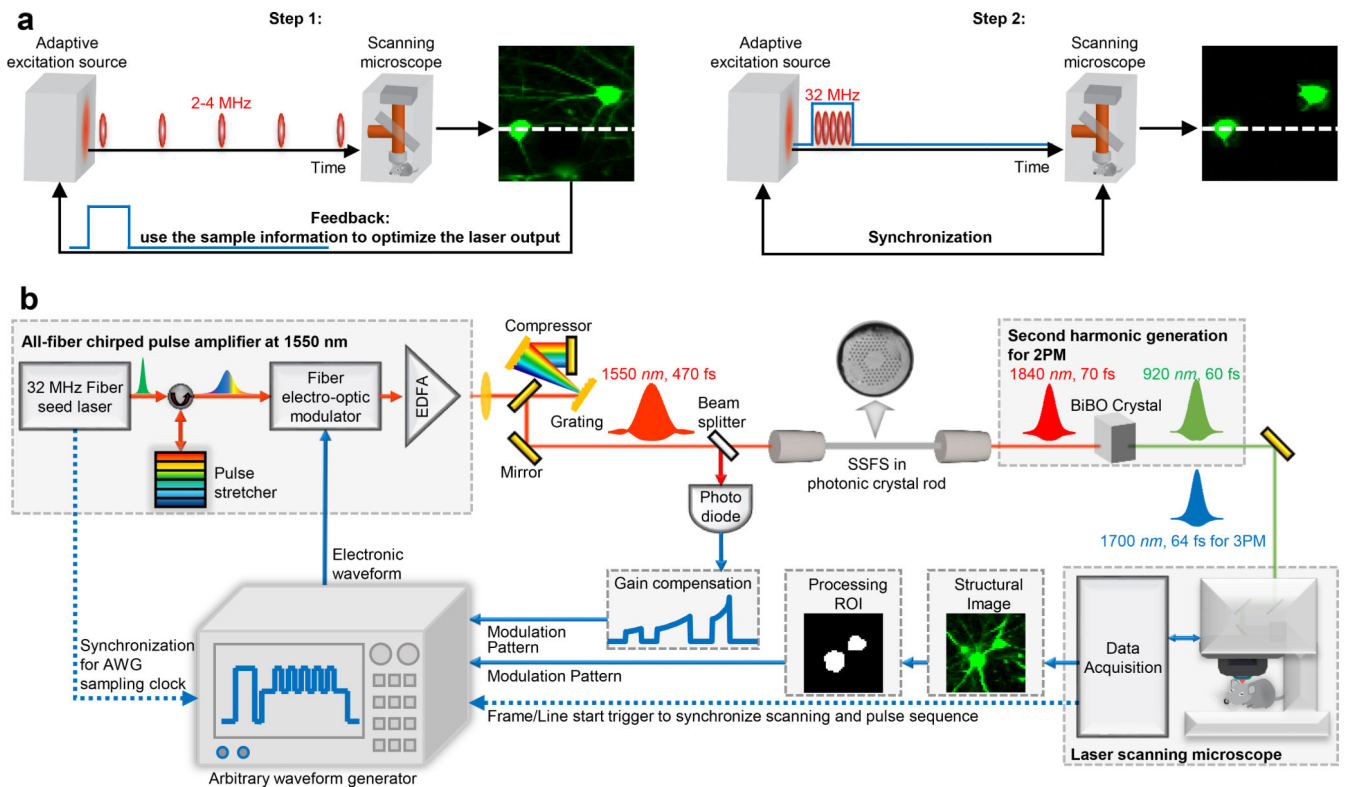 a
Step 1:
Adaptive
excitation source
2-4 MHz
Time
Scanning
microscope
Feedback:
use the sample information to optimize the laser output
Step 2:
Adaptive
excitation source
32 MHz
Time
Scanning
microscope
Synchronization
b
All-fiber chirped pulse amplifier at 1550 nm
32 MHz Fiber
seed laser
Pulse
stretcher
Fiber
electro-optic
modulator
EDFA
Compressor
Grating
Mirror
1550 nm, 470 fs
Beam
splitter
Photo
diode
SSFS in
photonic crystal rod
Second harmonic generation
for 2PM
1840 nm, 70 fs
920 nm, 60 fs
BiBO Crystal
1700 nm, 64 fs for 3PM
Electronic
waveform
Gain compensation
Processing
ROI
Structural
Image
Data
Acquisition
Modulation
Pattern
Modulation Pattern
Synchronization
for AWG
sampling clock
Frame/Line start trigger to synchronize scanning and pulse sequence
Laser scanning microscope
Arbitrary waveform generator